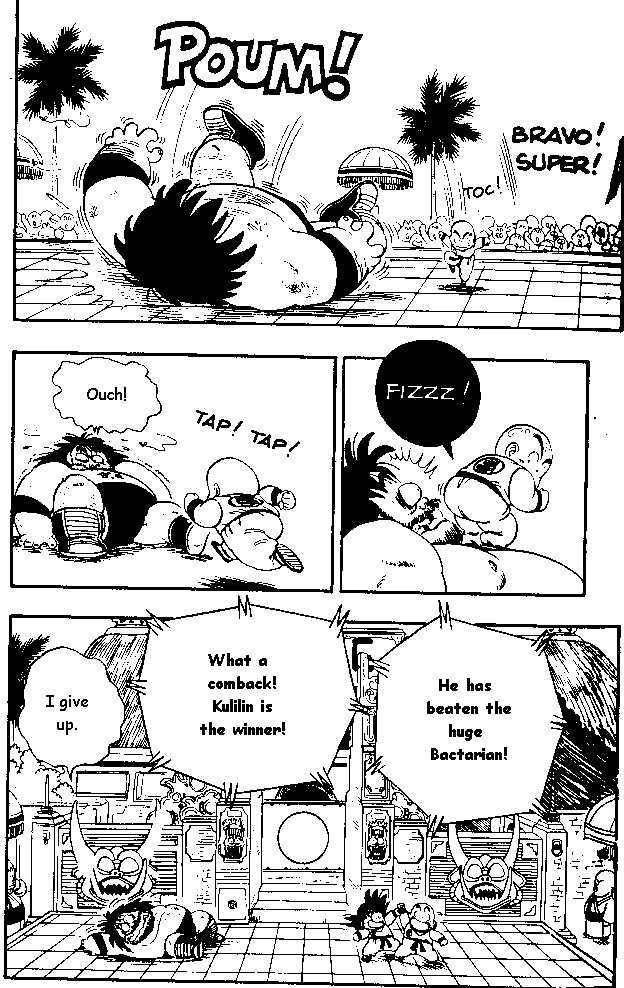 POUM!
BRAVO!
SUPER!
TOC!
Ouch!
TAP! TAP!
FIZZZ!
I give
up.
What a
comback!
Kulilin is
the winner!
He has
beaten the
huge
Bactarian!